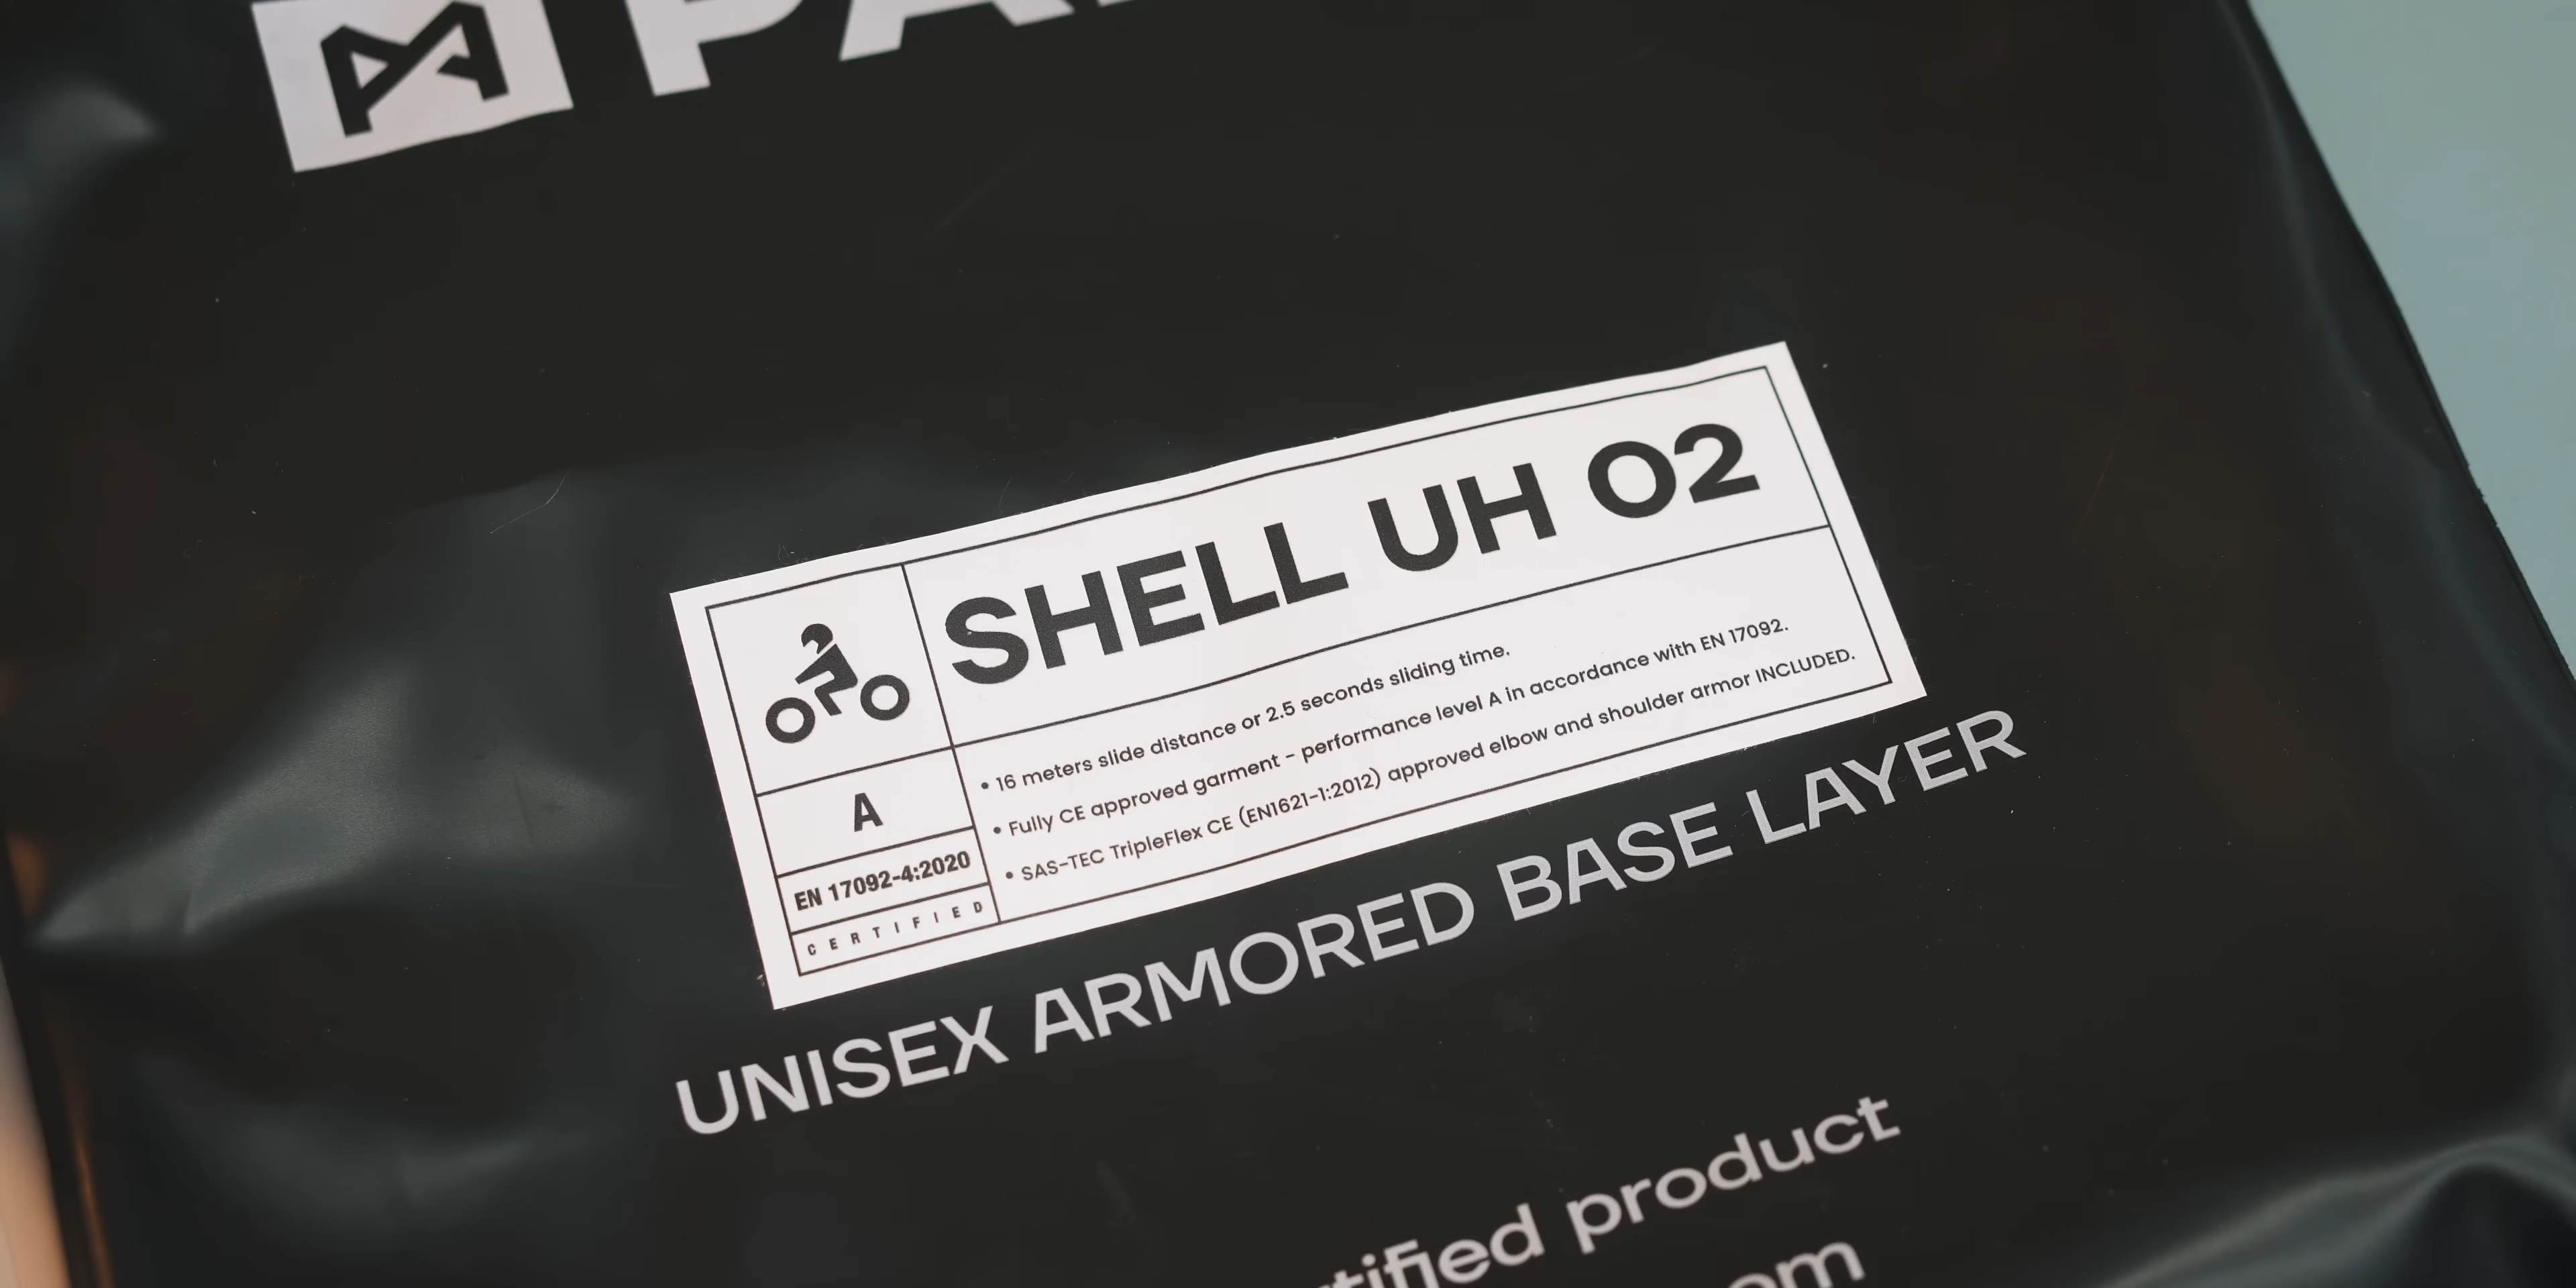 SHELL UH 02
• 16 meters slide distance or 2.5 seconds sliding time.
• Fully CE approved garment - performance level A in accordance with EN 17092.
• SAS-TEC TripleFlex CE (EN1621-1:2012) approved elbow and shoulder armor INCLUDED.
A
EN 17092-4:2020
CERTIFIED
UNISEX ARMORED BASE LAYER
product